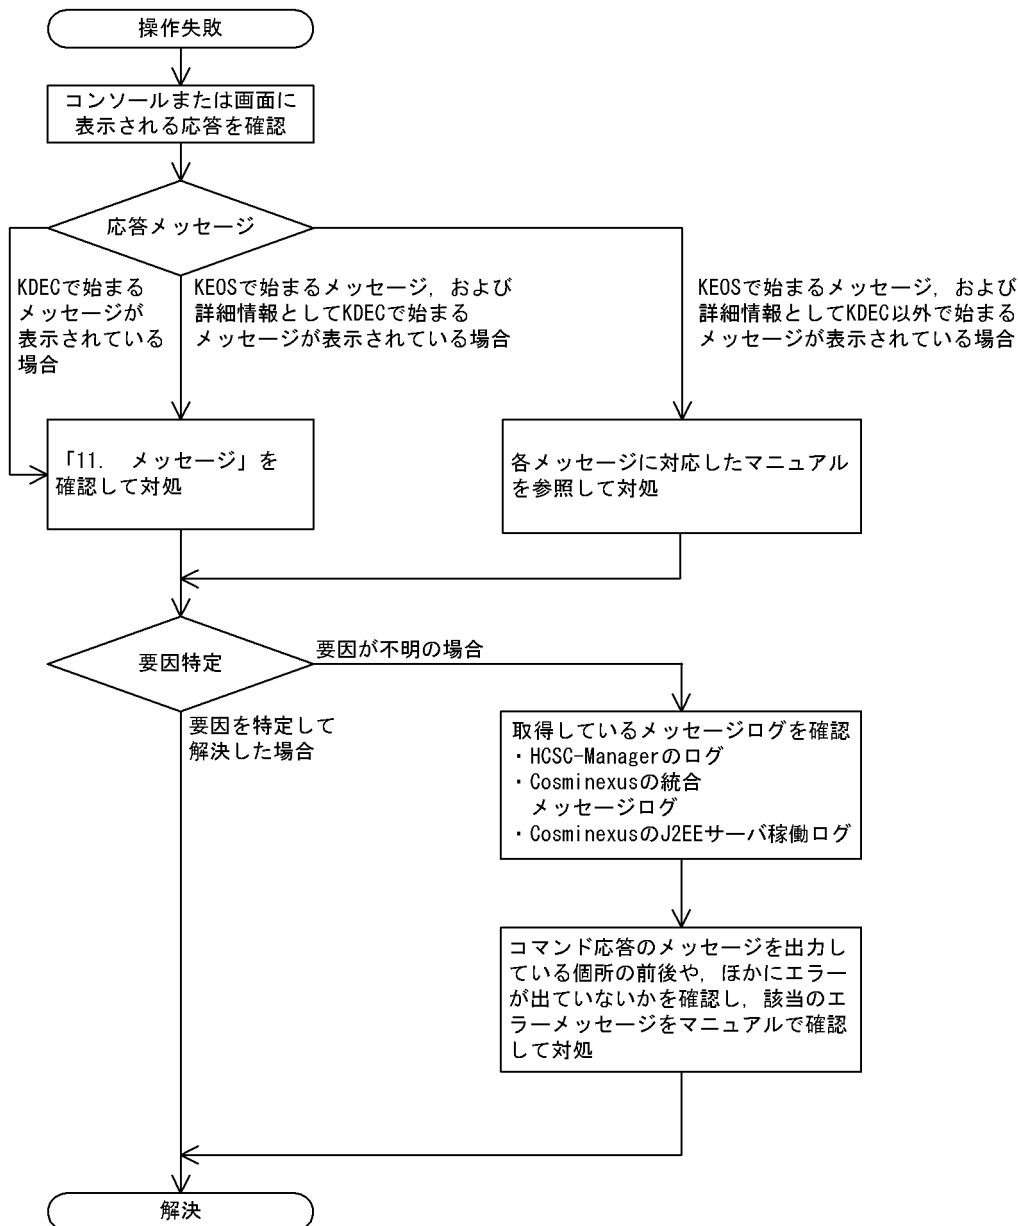 操作失敗
コンソールまたは画面に
表示される応答を確認
応答メッセージ
KDECで始まる
メッセージが
表示されている
場合
KEOSで始まるメッセージ，および
詳細情報としてKDECで始まる
メッセージが表示されている場合
KEOSで始まるメッセージ，および
詳細情報としてKDEC以外で始まる
メッセージが表示されている場合
「11.　メッセージ」を
確認して対処
各メッセージに対応したマニュアル
を参照して対処
要因特定
要因が不明の場合
要因を特定して
解決した場合
取得しているメッセージログを確認
・HCSC-Managerのログ
・Cosminexusの統合
メッセージログ
・CosminexusのJ2EEサーバ稼働ログ
コマンド応答のメッセージを出力し
ている個所の前後や，ほかにエラー
が出ていないかを確認し，該当のエ
ラーメッセージをマニュアルで確認
して対処
解決